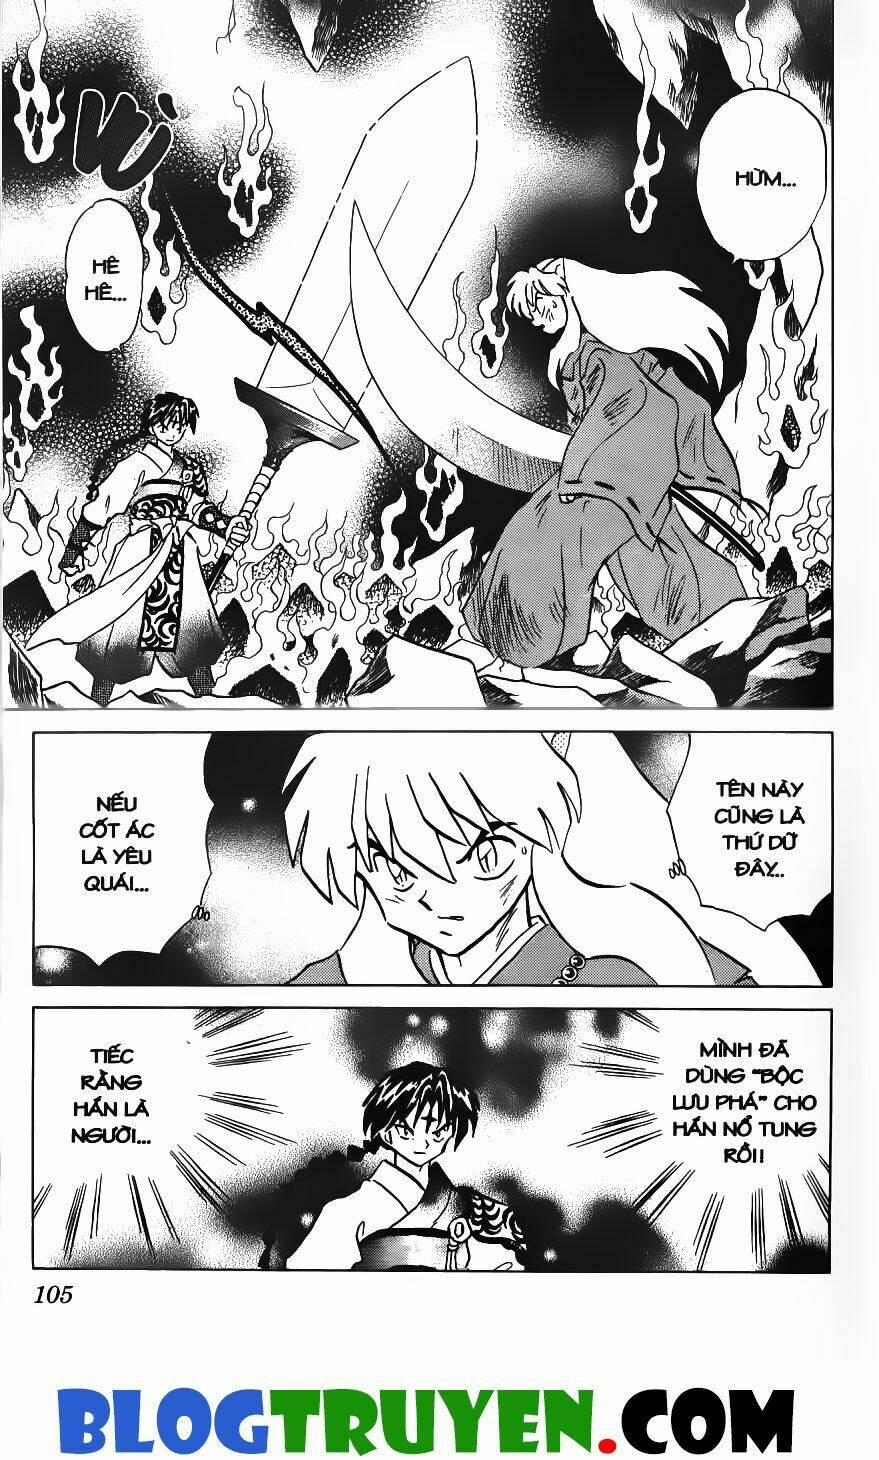 HỪM...
VÙ
HÊ
HÊ...
TÊN NÀY
CŨNG LÀ
THỨ DỮ
ĐÂY...
NẾU
CỐT ÁC
LÀ YÊU
QUÁI...
MÌNH ĐÃ
DÙNG "BỘC
LƯU PHÁ" CHO
HẮN NỔ TUNG
RỒI!!
TIẾC
RẰNG
HẮN LÀ
NGƯỜI...
105
BLOGTRUYEN.COM